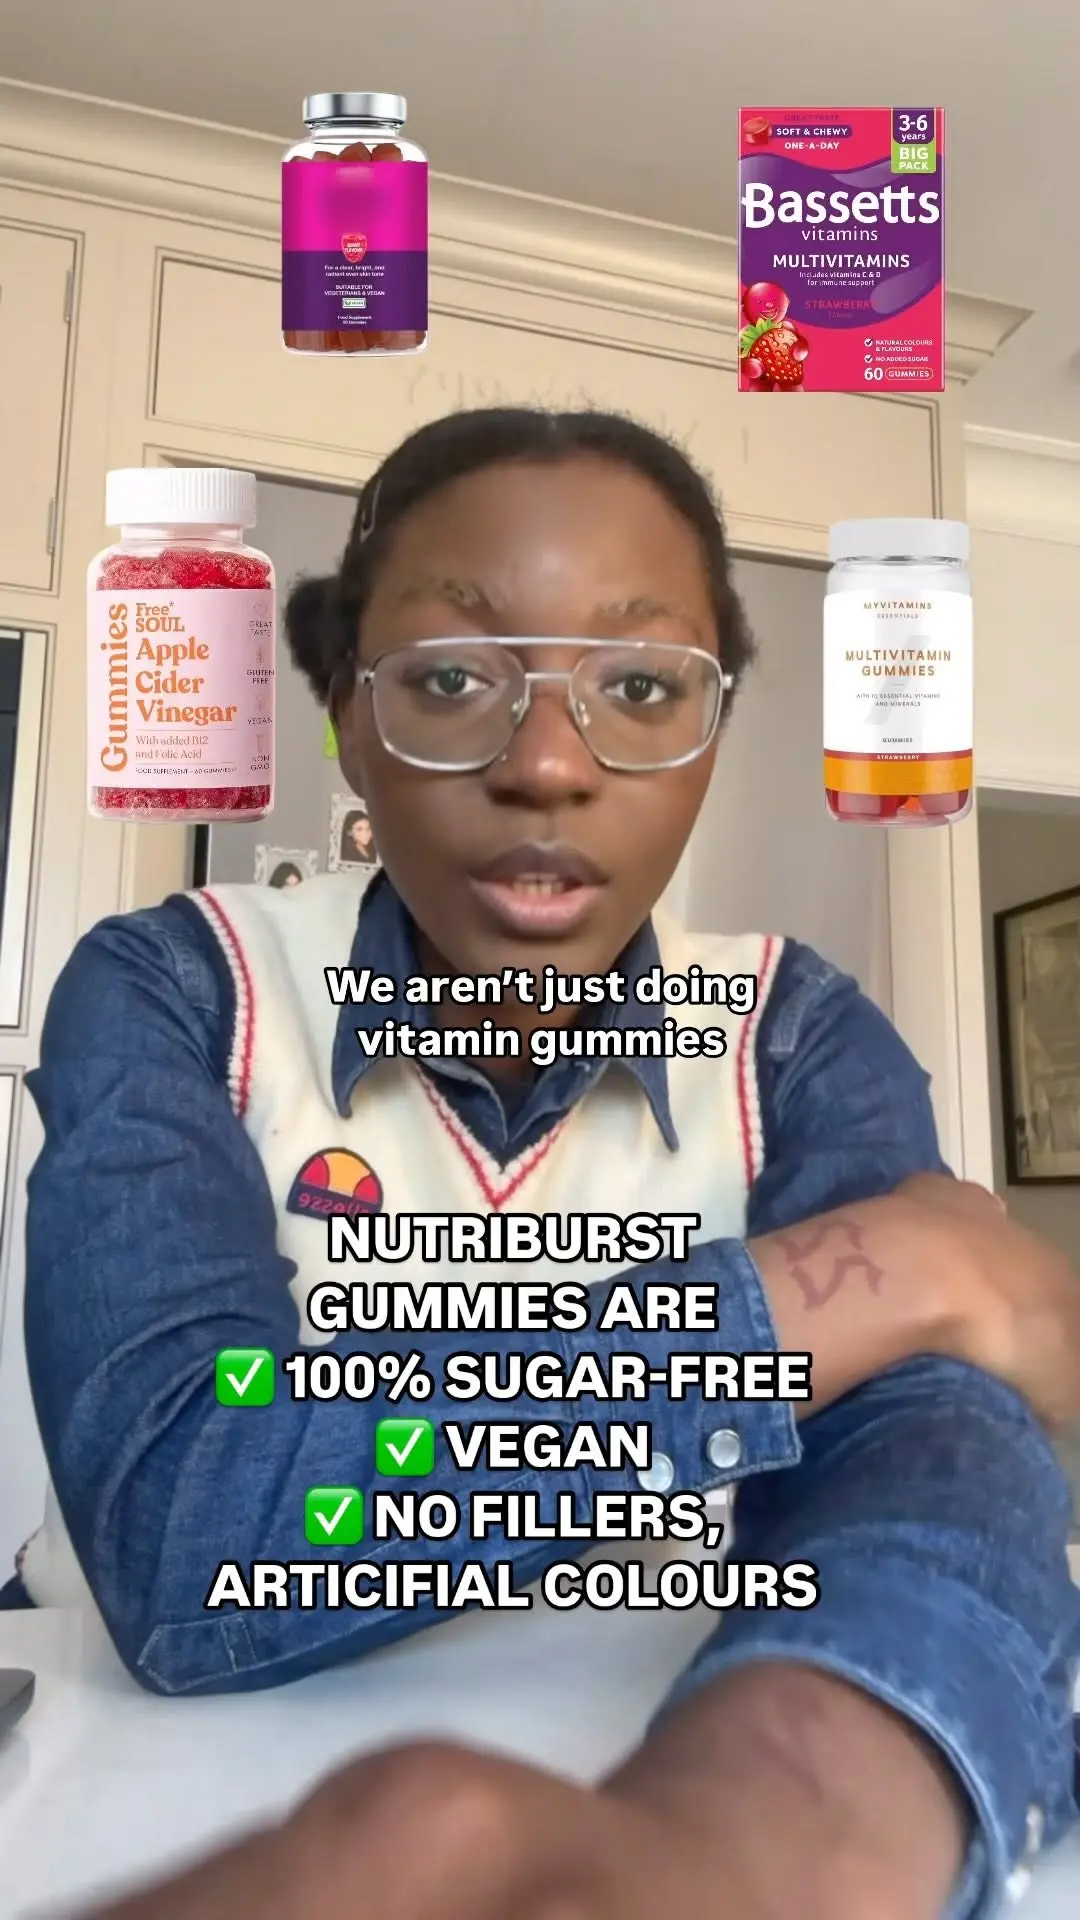 For a clear, bright, and
radiant even skin tone
SUITABLE FOR
VEGETERIANS & VEGAN
Food Supplement
60 Gummies
GREAT TASTE
SOFT & CHEWY
ONE-A-DAY
3-6
years
BIG
PACK
Bassetts
vitamins
MULTIVITAMINS
Includes vitamins C & D
for immune support
STRAWBERRY
Flavour
NATURAL COLOURS
& FLAVOURS
NO ADDED SUGAR
60 GUMMIES
Gummies
Free*
SOUL
Apple
Cider
Vinegar
With added B12
and Folic Acid
FOOD SUPPLEMENT - 60 GUMMIES
GREAT
TASTE
GLUTEN
FREE
VEGAN
NON
GMO
MYVITAMINS
ESSENTIALS
MULTIVITAMIN
GUMMIES
WITH 10 ESSENTIAL VITAMINS
AND MINERALS
GUMMIES
STRAWBERRY
We aren't just doing
vitamin gummies
NUTRIBURST
GUMMIES ARE
✅ 100% SUGAR-FREE
✅ VEGAN
✅ NO FILLERS,
ARTICIFIAL COLOURS